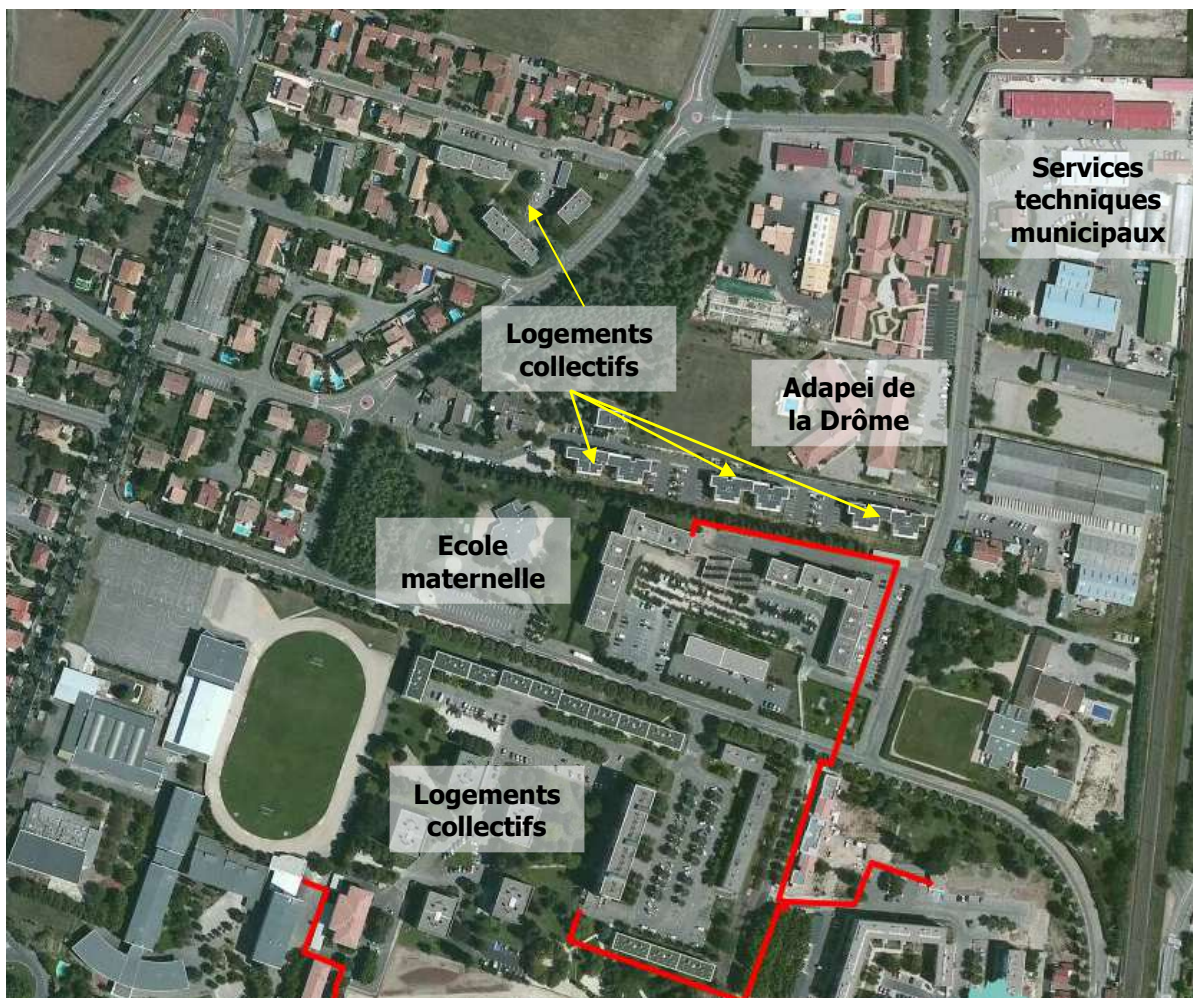 Services
techniques
municipaux
Logements
collectifs
Adapei de
la Drôme
Ecole
maternelle
Logements
collectifs